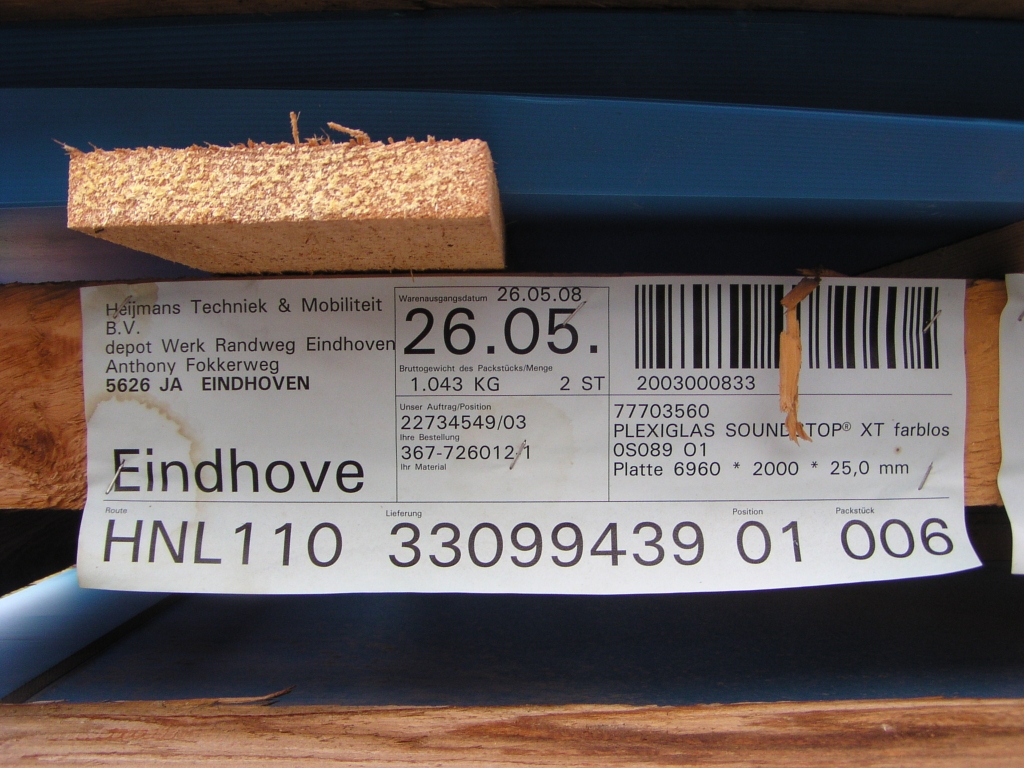 Heijmans Techniek & Mobiliteit
B.V.
depot Werk Randweg Eindhoven
Anthony Fokkerweg
5626 JA EINDHOVEN
Eindhove
Warenausgangsdatum 26.05.08
26.05.
Bruttogewicht des Packstücks/Menge
1.043 KG 2 ST
Unser Auftrag/Position
22734549/03
Ihre Bestellung
367-726012/1
Ihr Material
2003000833
77703560
PLEXIGLAS SOUNDSTOP® XT farblos
0S089 01
Platte 6960 * 2000 * 25,0 mm
Route Lieferung Position Packstück
HNL110 33099439 01 006